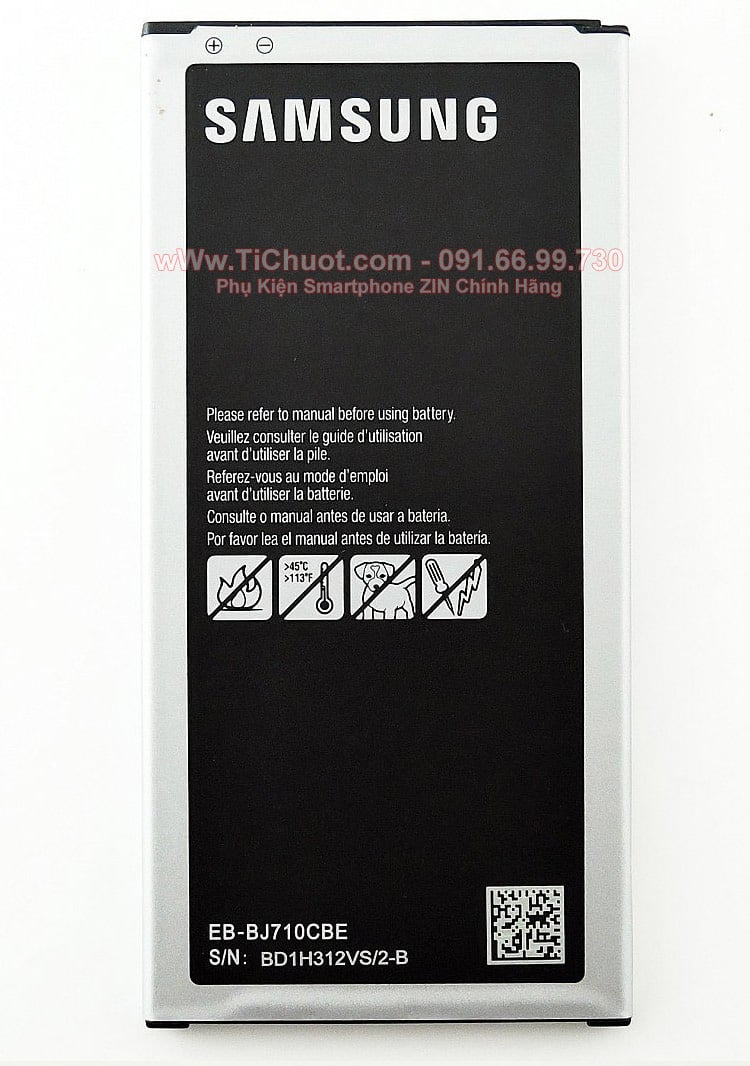 SAMSUNG
wWw.TiChuot.com - 091.66.99.730
Phụ Kiện Smartphone ZIN Chính Hãng
Please refer to manual before using battery.
Veuillez consulter le guide d'utilisation
avant d'utiliser la pile.
Referez-vous au mode d'emploi
avant d'utiliser la batterie.
Consulte o manual antes de usar a bateria.
Por favor lea el manual antes de utilizar la batería.
>45°C
>113°F
EB-BJ710CBE
S/N: BD1H312VS/2-B